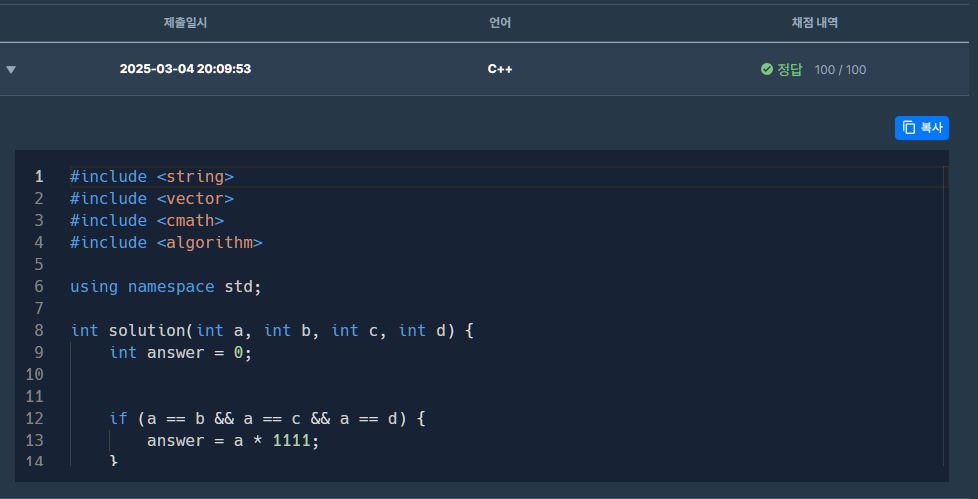 제출일시 언어 채점 내역
▼ 2025-03-04 20:09:53 C++ 정답 100 / 100
복사
1 #include <string>
2 #include <vector>
3 #include <cmath>
4 #include <algorithm>
5
6 using namespace std;
7
8 int solution(int a, int b, int c, int d) {
9     int answer = 0;
10
11
12     if (a == b && a == c && a == d) {
13         answer = a * 1111;
14     }